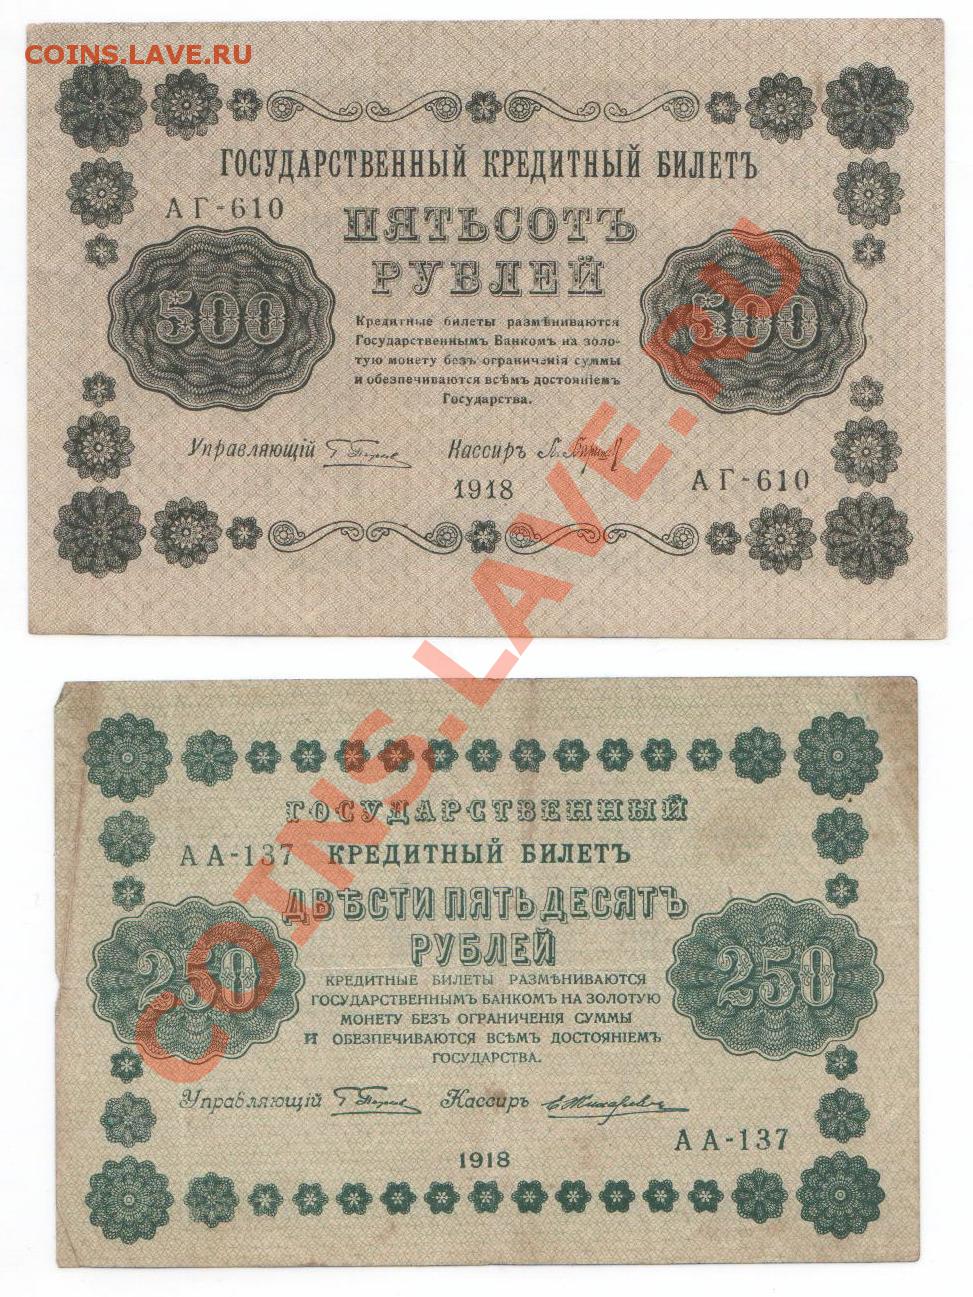 COINS.LAVE.RU
ГОСУДАРСТВЕННЫЙ КРЕДИТНЫЙ БИЛЕТЪ
АГ-610
ПЯТЬСОТЪ
РУБЛЕЙ
500
500
Кредитные билеты размѣниваются
Государственнымъ Банкомъ на золо-
тую монету безъ ограниченія суммы
и обезпечиваются всѣмъ достояніемъ
Государства.
Управляющій
Кассиръ
1918
АГ-610
COINS.LAVE.RU
ГОСУДАРСТВЕННЫЙ
АА-137 КРЕДИТНЫЙ БИЛЕТЪ
ДВѢСТИ ПЯТЬДЕСЯТЪ
РУБЛЕЙ
250
250
КРЕДИТНЫЕ БИЛЕТЫ РАЗМѢНИВАЮТСЯ
ГОСУДАРСТВЕННЫМЪ БАНКОМЪ НА ЗОЛОТУЮ
МОНЕТУ БЕЗЪ ОГРАНИЧЕНІЯ СУММЫ
И ОБЕЗПЕЧИВАЮТСЯ ВСѢМЪ ДОСТОЯНІЕМЪ
ГОСУДАРСТВА.
Управляющій
Кассиръ
АА-137
1918